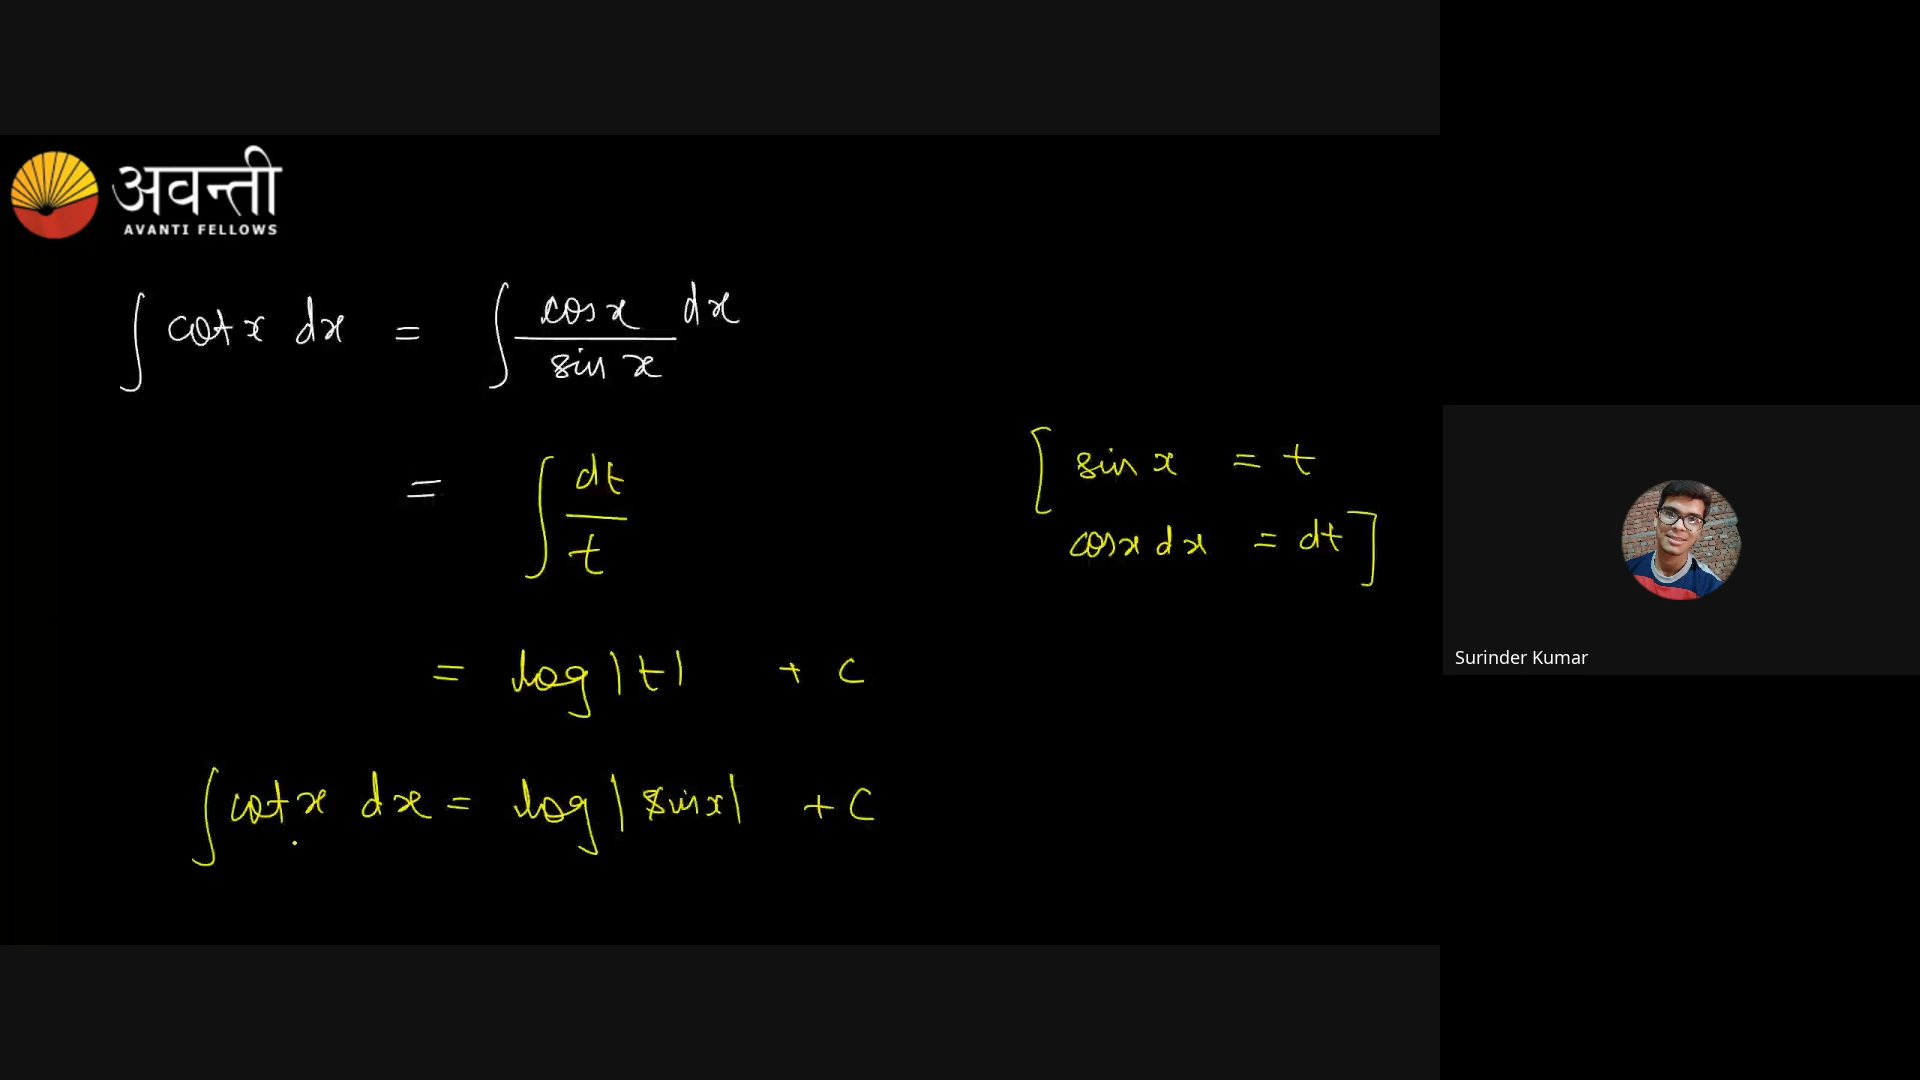 अवन्ती
AVANTI FELLOWS
∫ cot x dx = ∫ cos x / sin x dx
= ∫ dt / t
[ sin x = t
cos x dx = dt ]
= log |t| + c
∫ cot x dx = log | sin x | + C
Surinder Kumar